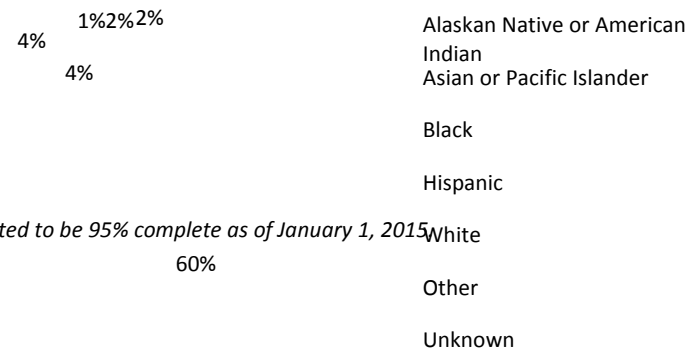 1%2%2%
4%
4%
Alaskan Native or American
Indian
Asian or Pacific Islander
Black
Hispanic
to be 95% complete as of January 1, 2015
White
60%
Other
Unknown